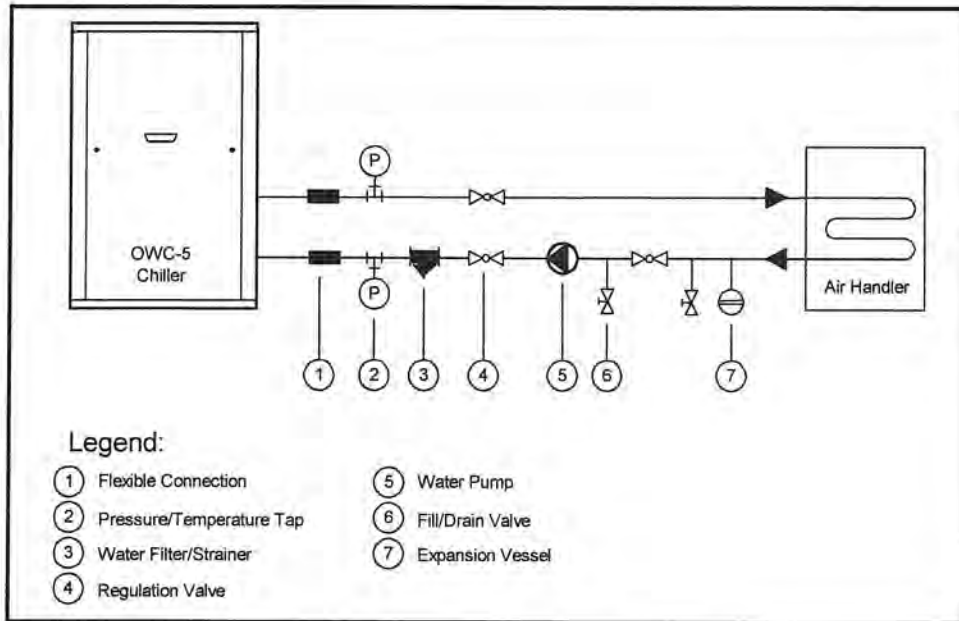 P
OWC-5
Chiller
P
Air Handler
1 2 3 4 5 6 7
Legend:
1 Flexible Connection
2 Pressure/Temperature Tap
3 Water Filter/Strainer
4 Regulation Valve
5 Water Pump
6 Fill/Drain Valve
7 Expansion Vessel